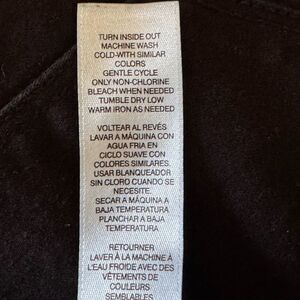 TURN INSIDE OUT
MACHINE WASH
COLD-WITH SIMILAR
COLORS
GENTLE CYCLE
ONLY NON-CHLORINE
BLEACH WHEN NEEDED
TUMBLE DRY LOW
WARM IRON AS NEEDED
VOLTEAR AL REVÉS
LAVAR A MÁQUINA CON
AGUA FRIA EN
CICLO SUAVE CON
COLORES SIMILARES.
USAR BLANQUEADOR
SIN CLORO CUANDO SE
NECESITE.
SECAR A MÁQUINA A
BAJA TEMPERATURA
PLANCHAR A BAJA
TEMPERATURA
RETOURNER
LAVER À LA MACHINE À
L'EAU FROIDE AVEC DES
VÊTEMENTS DE
COULEURS
SEMBLABLES